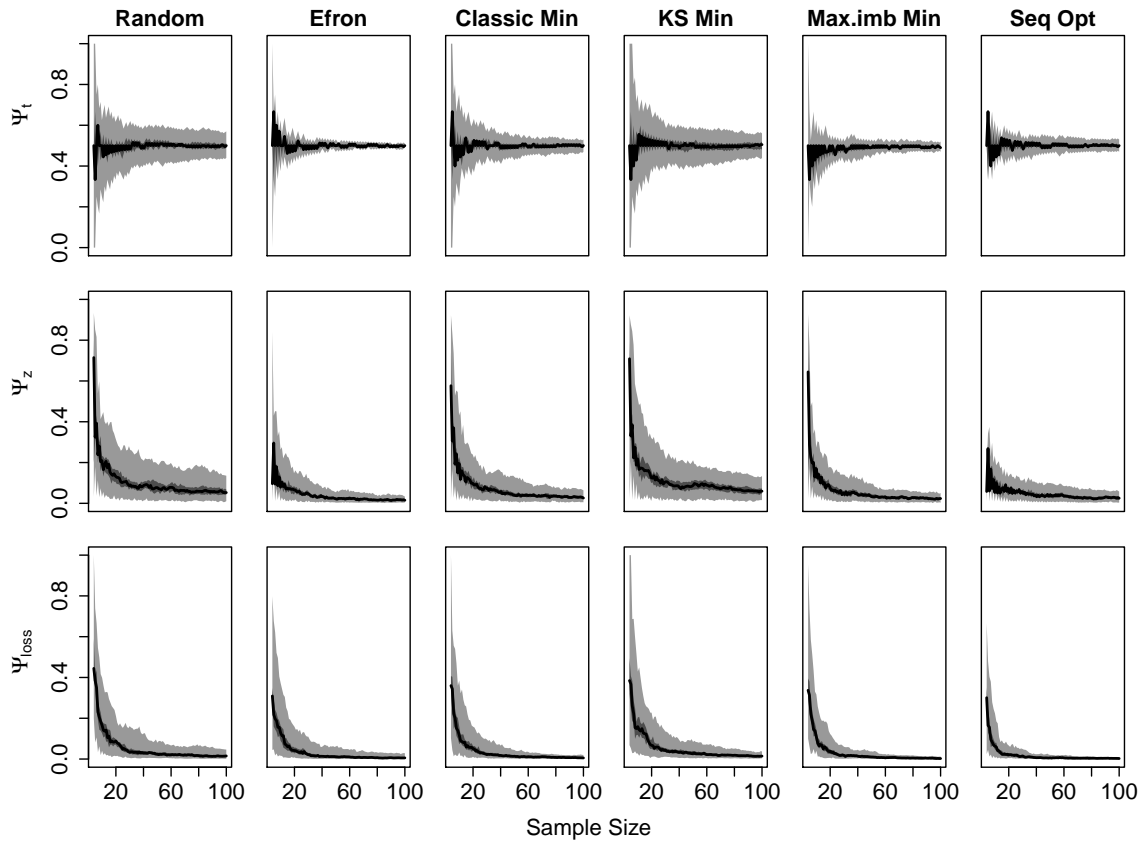 Random Efron Classic Min KS Min Max.imb Min Seq Opt
Ψt
0.0 0.4 0.8
Ψz
0.0 0.4 0.8
Ψloss
0.0 0.4 0.8
20 60 100 20 60 100 20 60 100 20 60 100 20 60 100 20 60 100
Sample Size